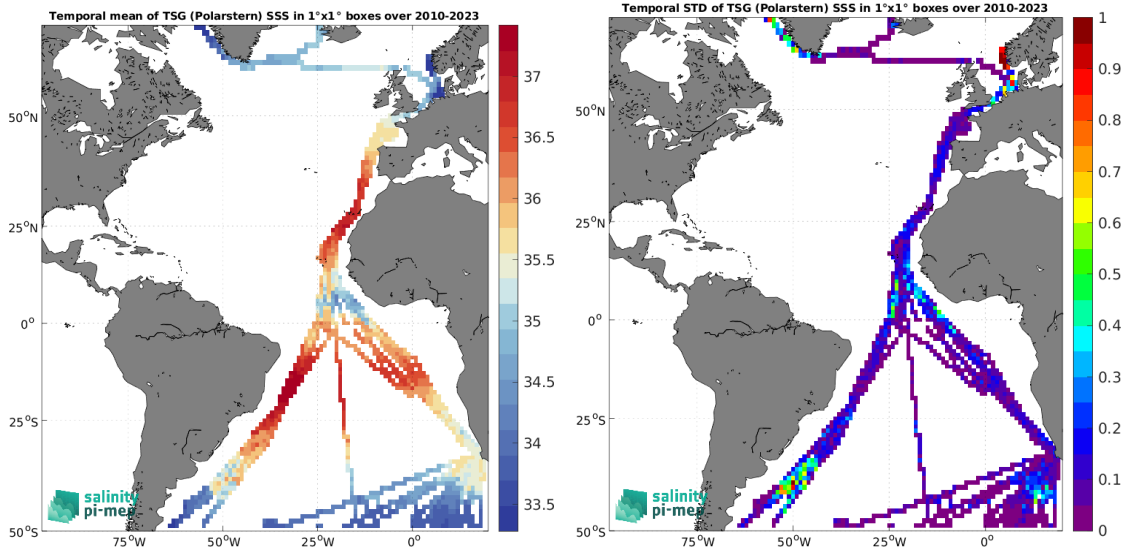 Temporal mean of TSG (Polarstern) SSS in 1°x1° boxes over 2010-2023
50°N
25°N
0°
25°S
50°S
75°W
50°W
25°W
0°
37
36.5
36
35.5
35
34.5
34
33.5
salinity
pi-mep
Temporal STD of TSG (Polarstern) SSS in 1°x1° boxes over 2010-2023
50°N
25°N
0°
25°S
50°S
75°W
50°W
25°W
0°
1
0.9
0.8
0.7
0.6
0.5
0.4
0.3
0.2
0.1
0
salinity
pi-mep